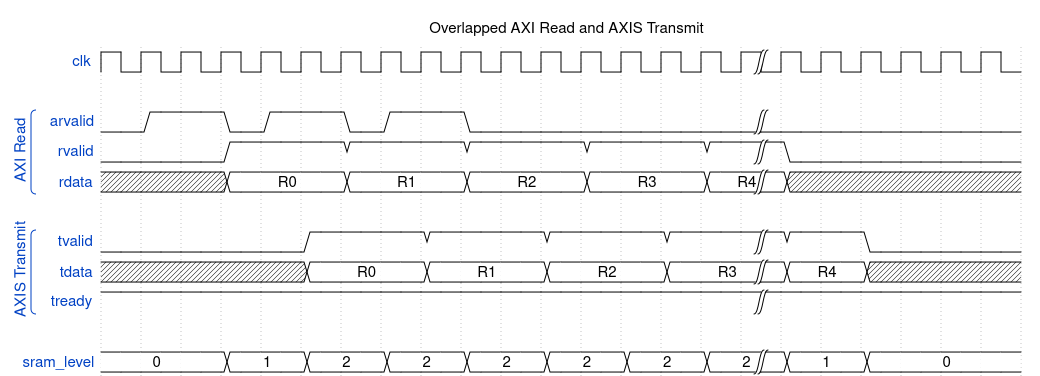 Overlapped AXI Read and AXIS Transmit
clk
AXI Read
arvalid
rvalid
rdata R0 R1 R2 R3 R4
AXIS Transmit
tvalid
tdata R0 R1 R2 R3 R4
tready
sram_level 0 1 2 2 2 2 2 2 1 0